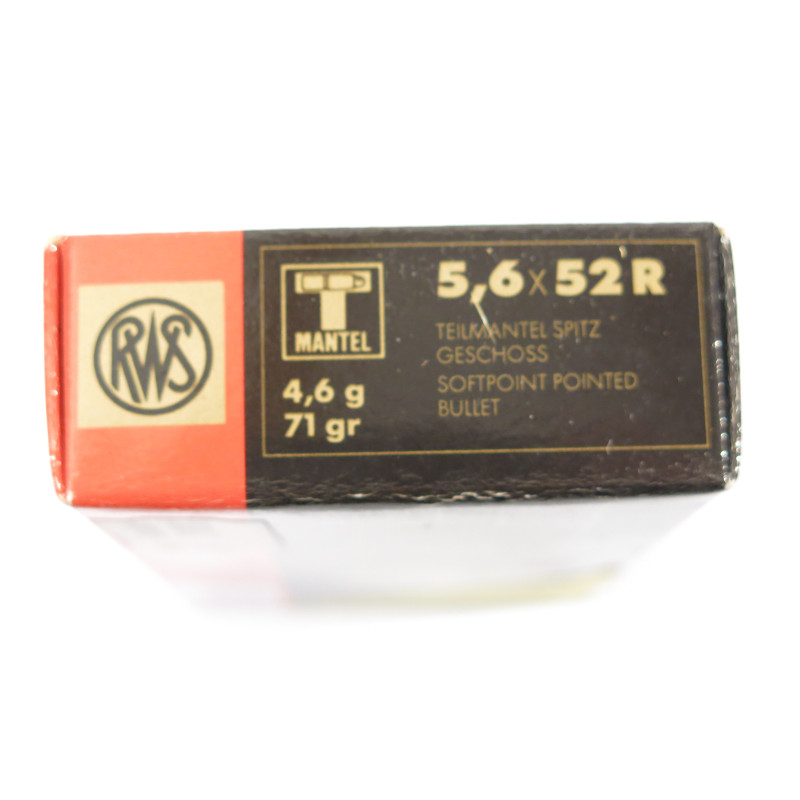 RWS
T
MANTEL
4,6 g
71 gr
5,6 x 52 R
TEILMANTEL SPITZ
GESCHOSS
SOFTPOINT POINTED
BULLET